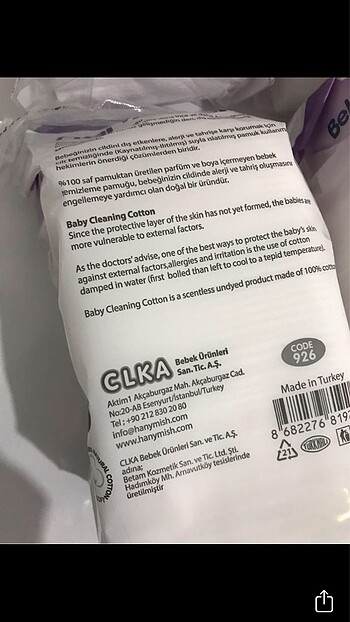 Bebeğinizin cildini dış etkenlere, alerji ve tahrişe karşı korumak için
temizliğinde (Kaynatılmış-ılıtılmış) suyla ıslatılmış pamuk kullanım
hekimlerin önerdiği çözümlerden biridir.
%100 saf pamuktan üretilen parfüm ve boya içermeyen bebek
temizleme pamuğu, bebeğinizin cildinde alerji ve tahriş oluşmasını
engellemeye yardımcı olan doğal bir üründür.
Baby Cleaning Cotton
Since the protective layer of the skin has not yet formed, the babies are
more vulnerable to external factors.
As the doctors' advise, one of the best ways to protect the baby's skin
against external factors,allergies and irritation is the use of cotton
damped in water (first bolled than left to cool to a tepid temperature).
Baby Cleaning Cotton is a scentless undyed product made of 100% cotton
CLKA Bebek Ürünleri
San. Tic. A.Ş.
CODE
926
Aktim1 Akçaburgaz Mah. Akçaburgaz Cad.
No:20-AB Esenyurt/İstanbul/Turkey
Tel : +90 212 830 20 80
info@hanymish.com
www.hanymish.com
Made in Turkey
8 682276 819
CLKA Bebek Ürünleri San. ve Tic. A.Ş.
adına;
Betam Kozmetik San. ve Tic. Ltd. Şti.
Hadımköy Mh. Arnavutköy tesislerinde
üretilmiştir
NATURAL COTTON